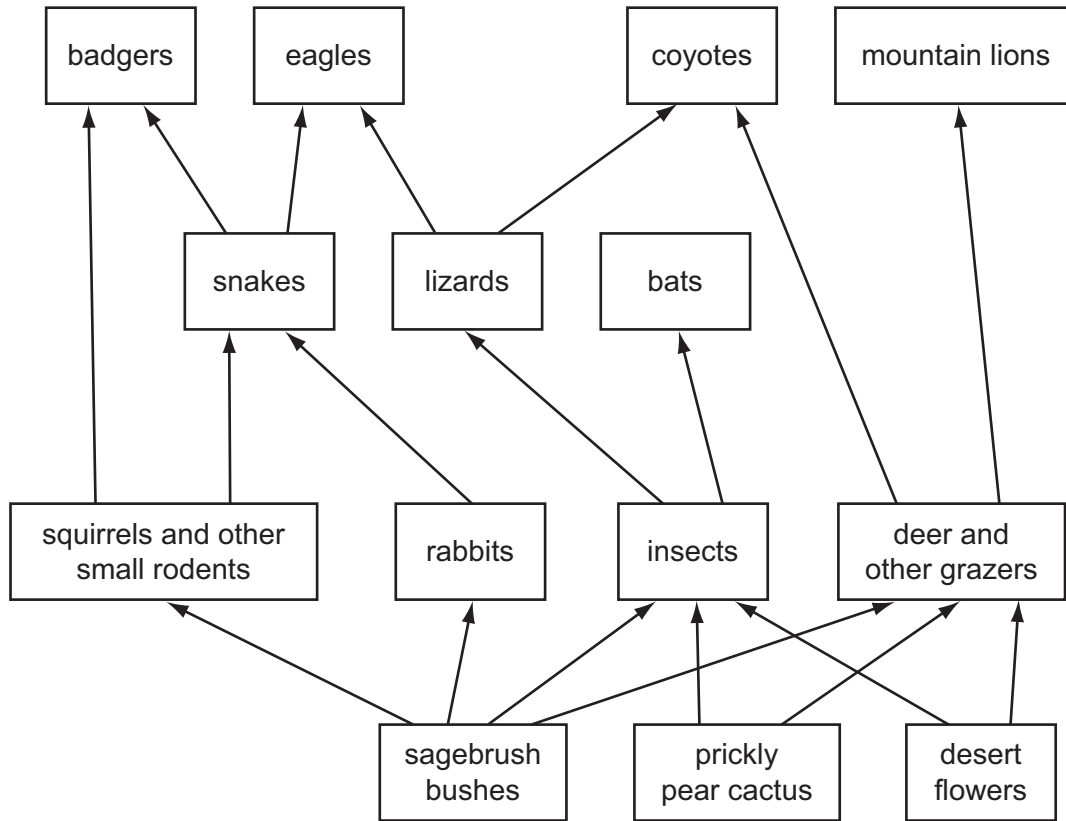 badgers
eagles
coyotes
mountain lions
snakes
lizards
bats
squirrels and other
small rodents
rabbits
insects
deer and
other grazers
sagebrush
bushes
prickly
pear cactus
desert
flowers